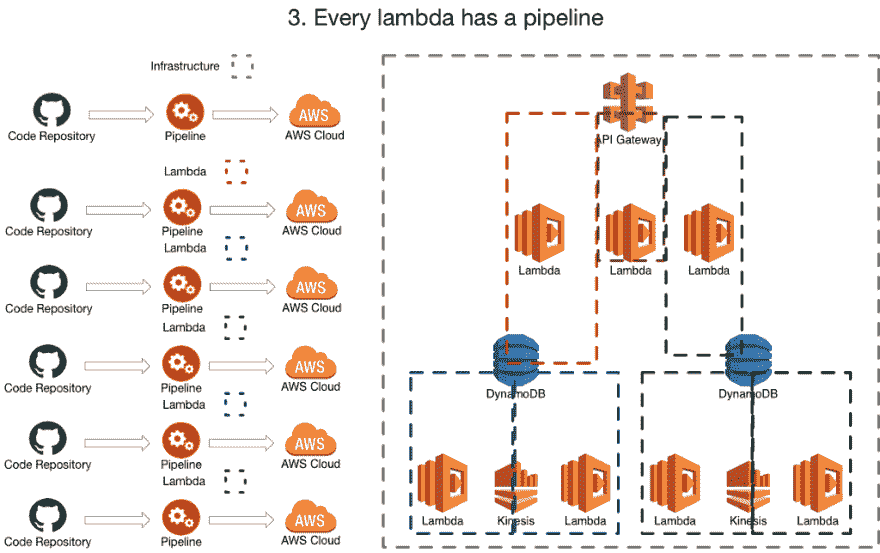 3. Every lambda has a pipeline
Infrastructure
Code Repository
Pipeline
AWS
AWS Cloud
Lambda
Code Repository
Pipeline
AWS
AWS Cloud
Lambda
Code Repository
Pipeline
AWS
AWS Cloud
Lambda
Code Repository
Pipeline
AWS
AWS Cloud
Lambda
Code Repository
Pipeline
AWS
AWS Cloud
Lambda
Code Repository
Pipeline
AWS
AWS Cloud
API Gateway
Lambda
Lambda
Lambda
DynamoDB
DynamoDB
Lambda
Kinesis
Lambda
Lambda
Kinesis
Lambda